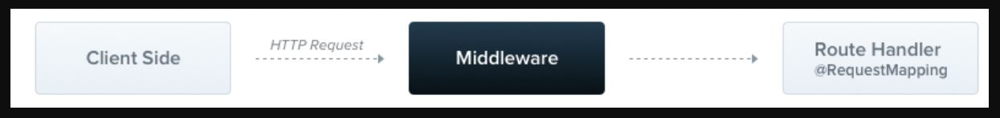 Client Side
HTTP Request
Middleware
Route Handler
@RequestMapping